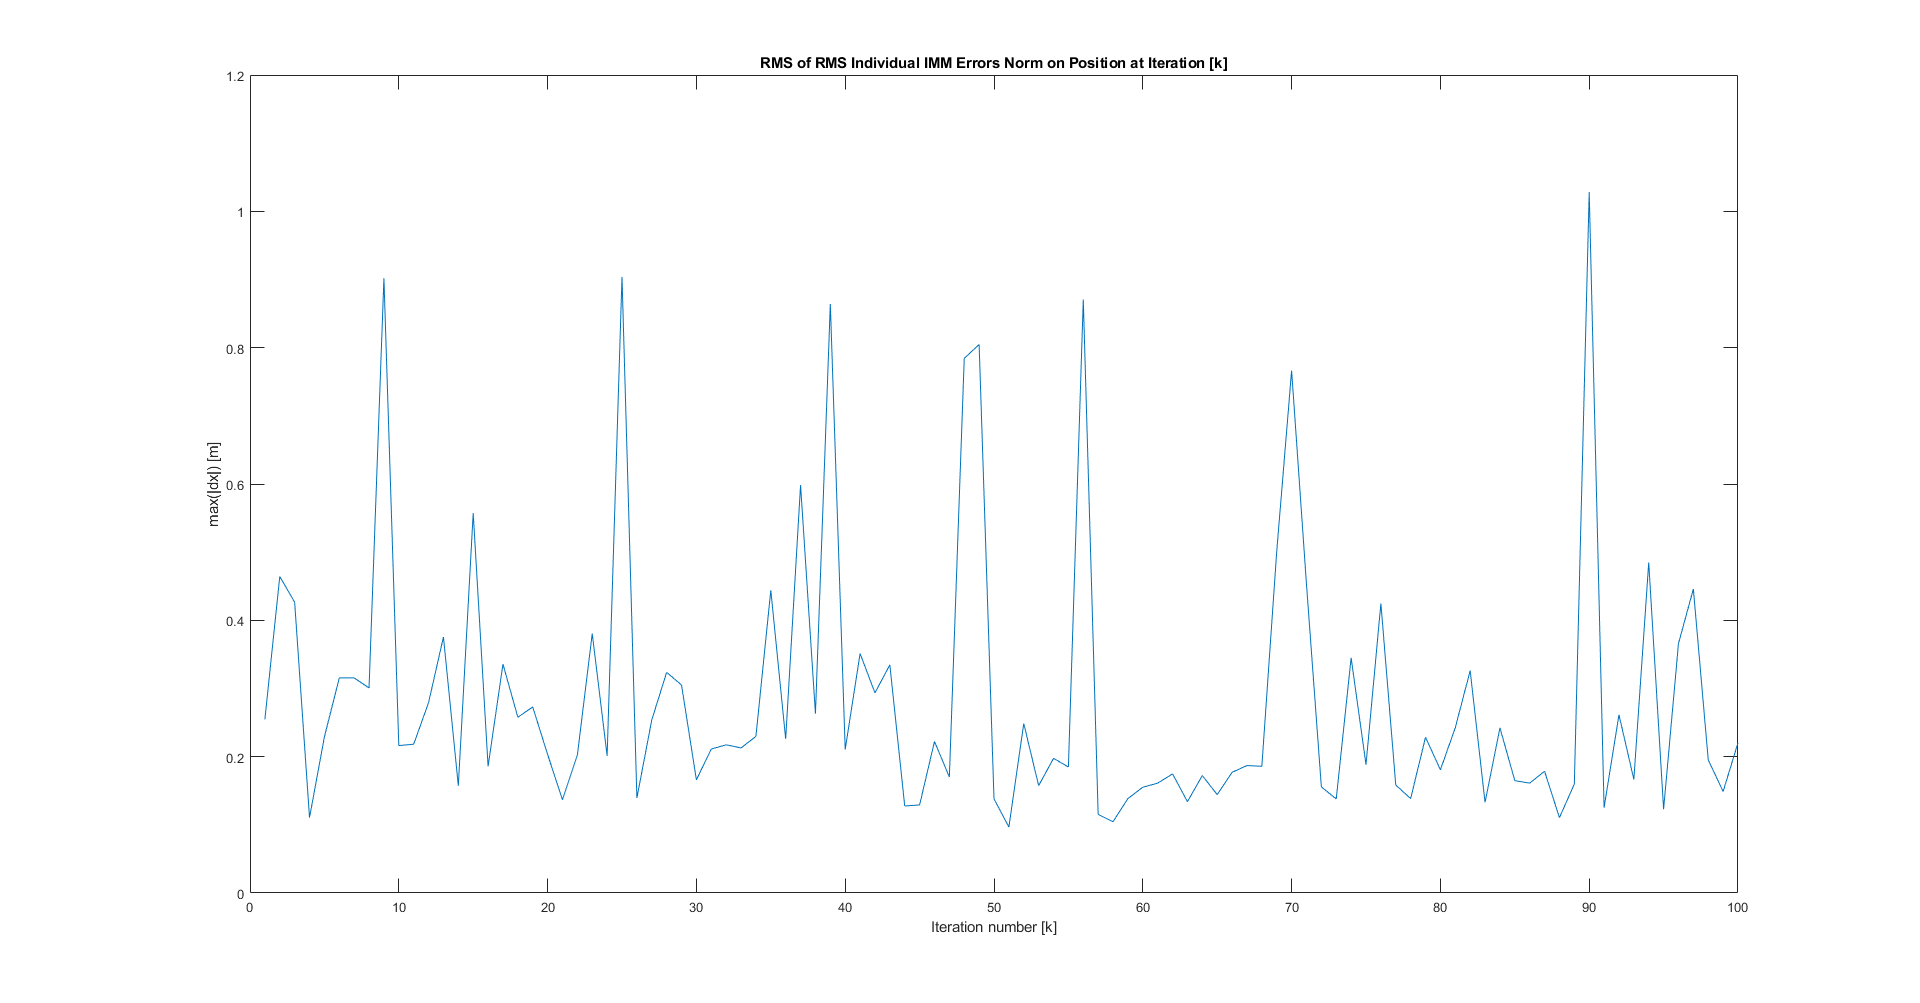 RMS of RMS Individual IMM Errors Norm on Position at Iteration [k]
1.2
1
0.8
0.6
0.4
0.2
0
max(|dx|) [m]
0 10 20 30 40 50 60 70 80 90 100
Iteration number [k]